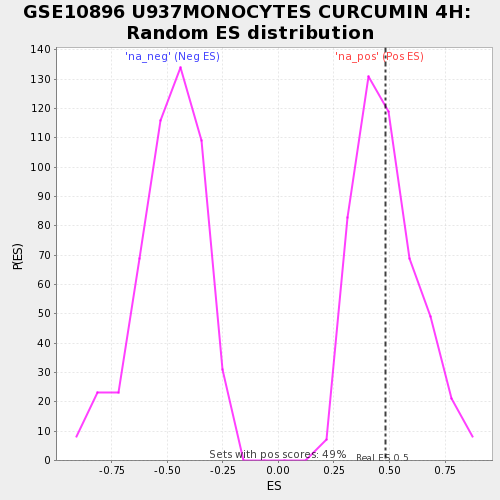 GSE10896 U937MONOCYTES CURCUMIN 4H:
Random ES distribution
140
130
120
110
100
90
80
70
60
50
40
30
20
10
0
P(ES)
'na_neg' (Neg ES)
'na_pos' (Pos ES)
Sets with pos scores: 49%
Real ES 0.5
-0.75 -0.50 -0.25 0.00 0.25 0.50 0.75
ES